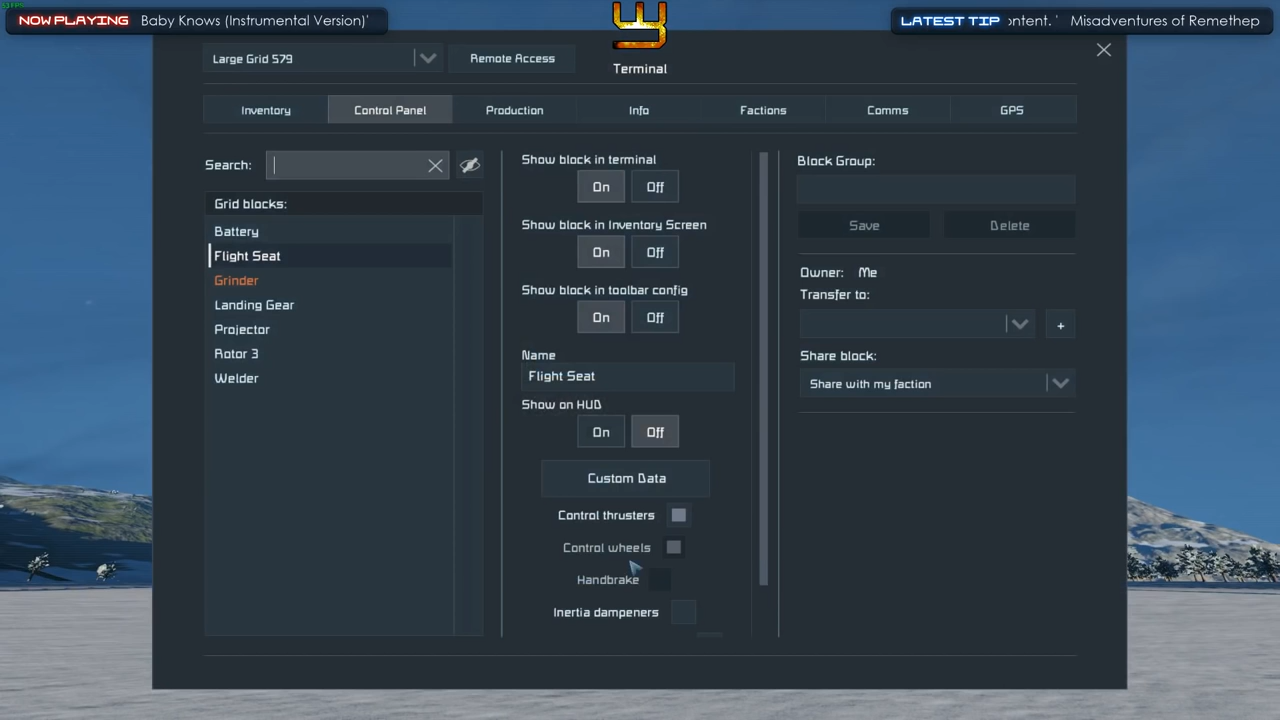 53 FPS
NOW PLAYING Baby Knows (Instrumental Version)'
LATEST TIP ontent. ' Misadventures of Remethep
Large Grid 579
Remote Access
Terminal
Inventory
Control Panel
Production
Info
Factions
Comms
GPS
Search:
Grid blocks:
Battery
Flight Seat
Grinder
Landing Gear
Projector
Rotor 3
Welder
Show block in terminal
On Off
Show block in Inventory Screen
On Off
Show block in toolbar config
On Off
Name
Flight Seat
Show on HUD
On Off
Custom Data
Control thrusters
Control wheels
Handbrake
Inertia dampeners
Block Group:
Save Delete
Owner: Me
Transfer to:
+
Share block:
Share with my faction